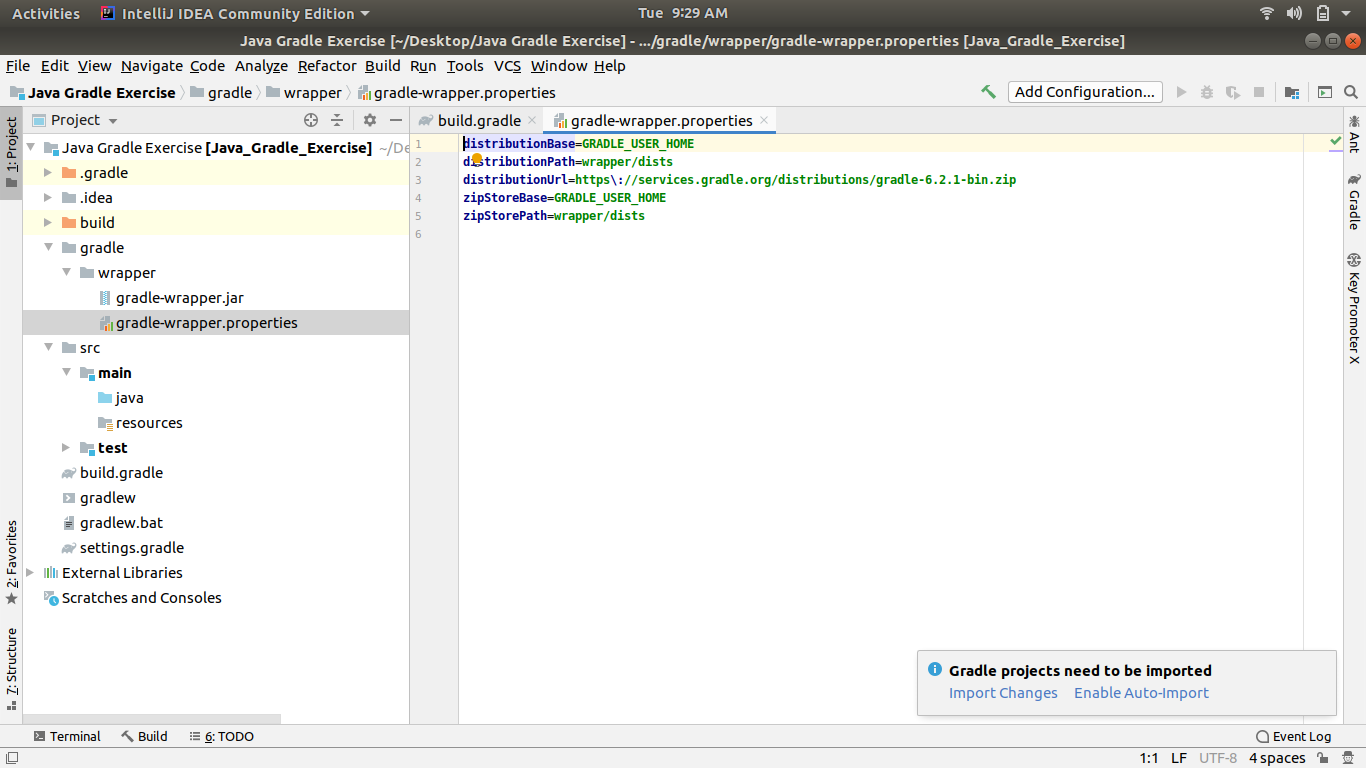 Activities IntelliJ IDEA Community Edition Tue 9:29 AM
Java Gradle Exercise [~/Desktop/Java Gradle Exercise] - .../gradle/wrapper/gradle-wrapper.properties [Java_Gradle_Exercise]
File Edit View Navigate Code Analyze Refactor Build Run Tools VCS Window Help
Java Gradle Exercise gradle wrapper gradle-wrapper.properties Add Configuration...
1: Project
2: Favorites
7: Structure
Project
Java Gradle Exercise [Java_Gradle_Exercise] ~/De
.gradle
.idea
build
gradle
wrapper
gradle-wrapper.jar
gradle-wrapper.properties
src
main
java
resources
test
build.gradle
gradlew
gradlew.bat
settings.gradle
External Libraries
Scratches and Consoles
build.gradle gradle-wrapper.properties
1 distributionBase=GRADLE_USER_HOME
2 distributionPath=wrapper/dists
3 distributionUrl=https\://services.gradle.org/distributions/gradle-6.2.1-bin.zip
4 zipStoreBase=GRADLE_USER_HOME
5 zipStorePath=wrapper/dists
6
Ant
Gradle
Key Promoter X
Gradle projects need to be imported
Import Changes Enable Auto-Import
Terminal Build 6: TODO Event Log
1:1 LF UTF-8 4 spaces